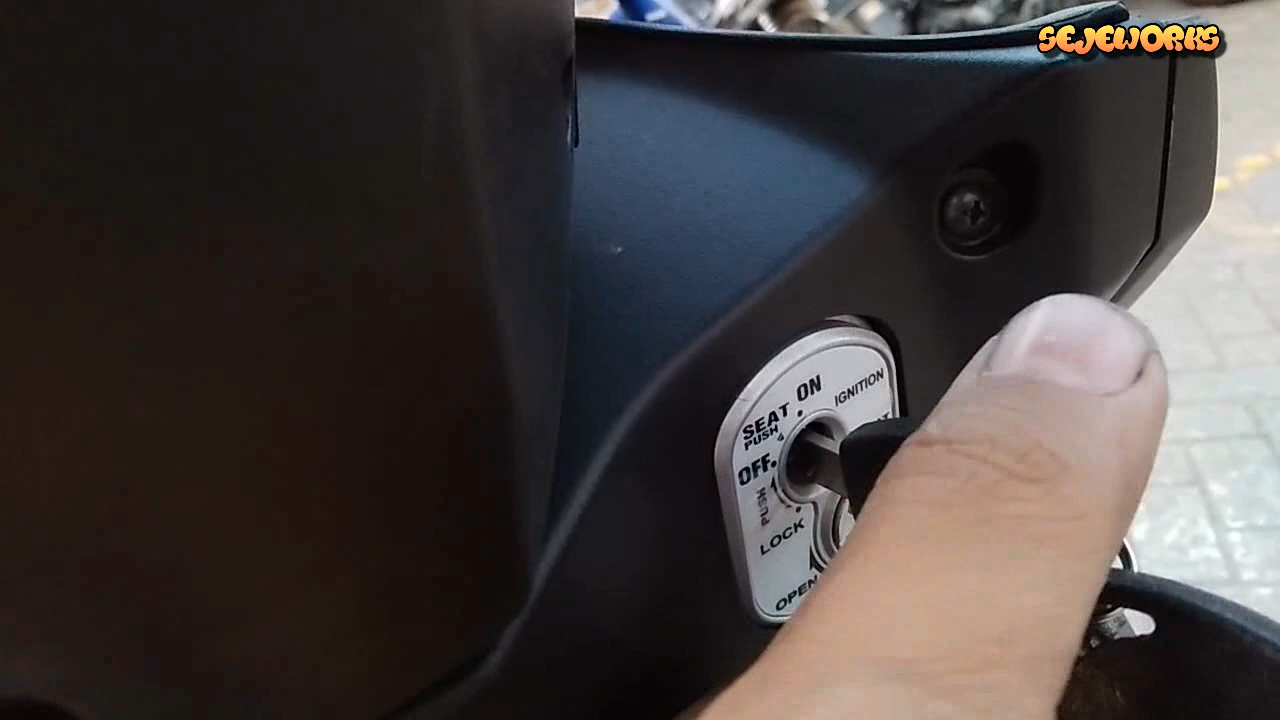 SEJEWORKS
ON
IGNITION
SEAT
PUSH
OFF
PUSH
LOCK
OPEN